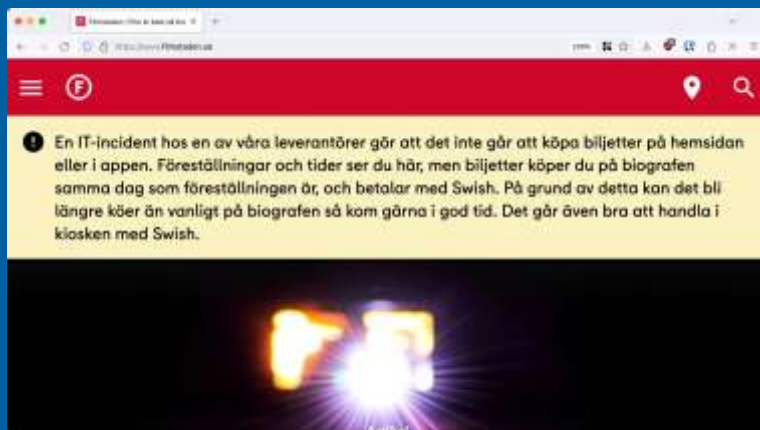 F
En IT-incident hos en av våra leverantörer gör att det inte går att köpa biljetter på hemsidan
eller i appen. Föreställningar och tider ser du här, men biljetter köper du på biografen
samma dag som föreställningen är, och betalar med Swish. På grund av detta kan det bli
längre köer än vanligt på biografen så kom gärna i god tid. Det går även bra att handla i
kiosken med Swish.